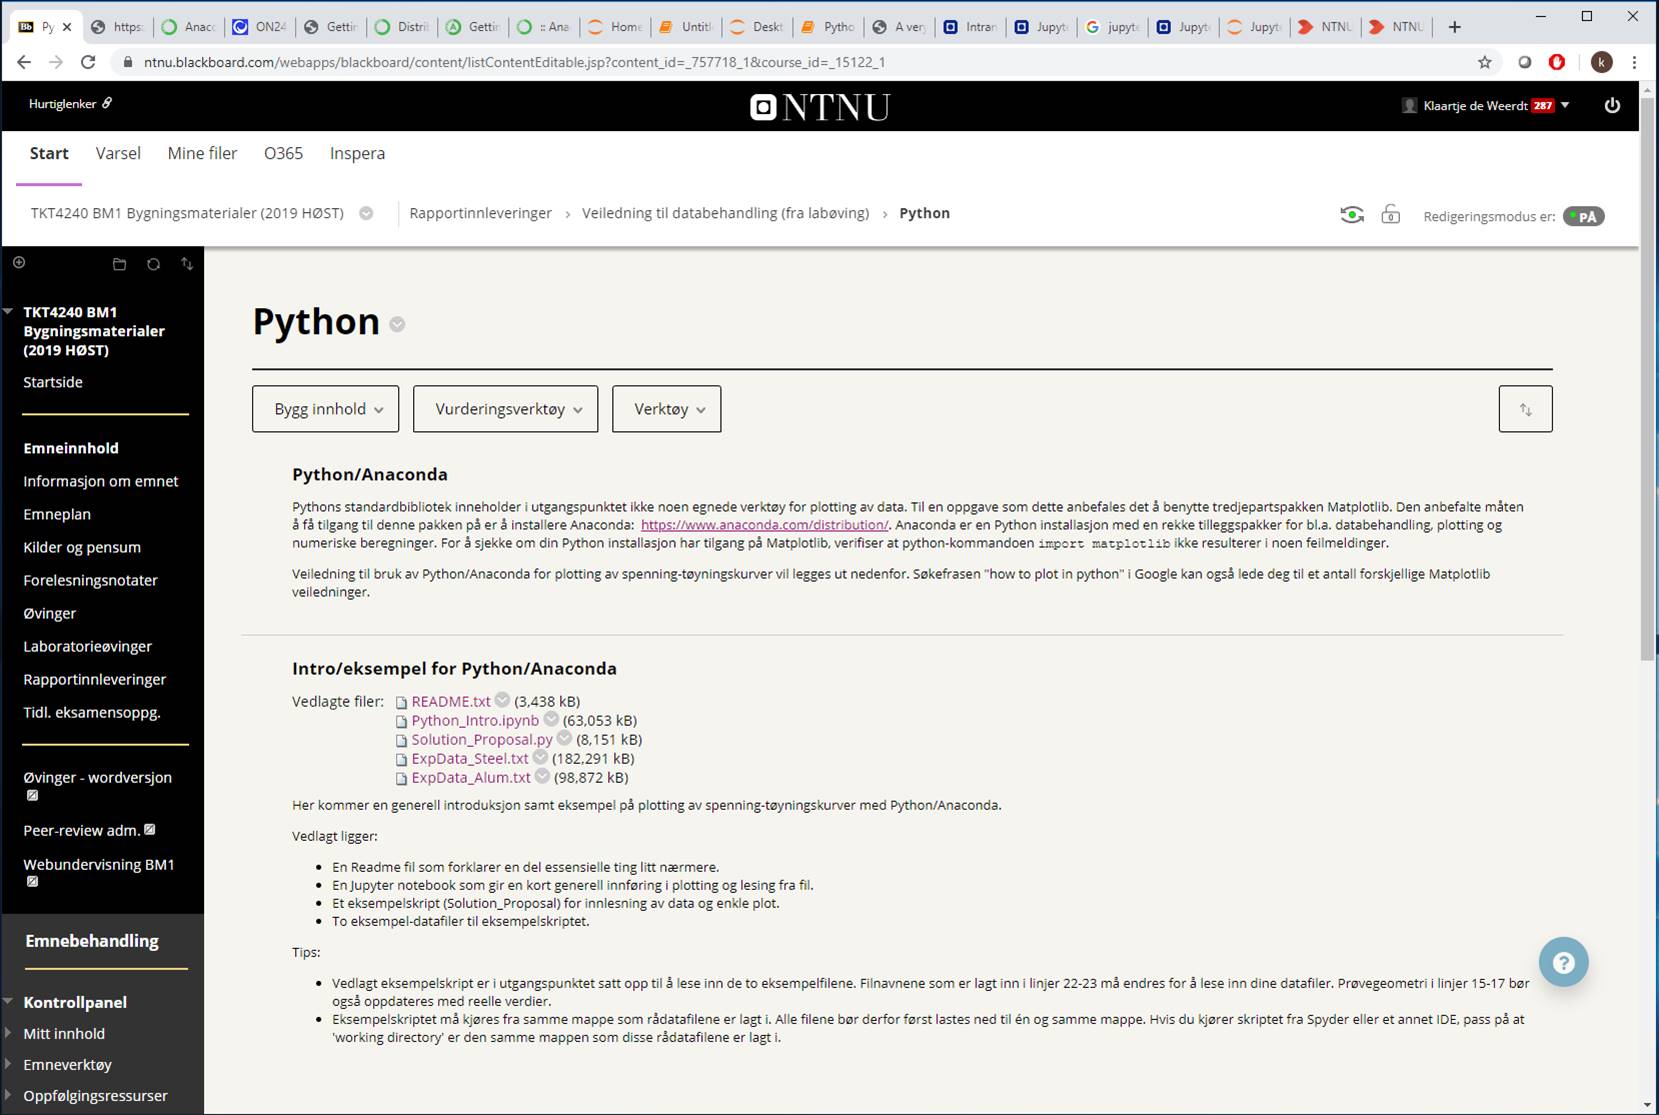 Py
https:
Anaco
ON24
Gettin
Distrib
Gettin
:: Ana
Home
Untitl
Deskt
Pytho
A very
Intran
Jupyte
jupyte
Jupyte
Jupyt
NTNU
NTNU
ntnu.blackboard.com/webapps/blackboard/content/listContentEditable.jsp?content_id=_757718_1&course_id=_15122_1
k
Hurtiglenker
NTNU
Klaartje de Weerdt 287
Start Varsel Mine filer O365 Inspera
TKT4240 BM1 Bygningsmaterialer (2019 HØST) Rapportinnleveringer › Veiledning til databehandling (fra labøving) › Python
Redigeringsmodus er: PÅ
TKT4240 BM1
Bygningsmaterialer
(2019 HØST)
Startside
Emneinnhold
Informasjon om emnet
Emneplan
Kilder og pensum
Forelesningsnotater
Øvinger
Laboratorieøvinger
Rapportinnleveringer
Tidl. eksamensoppg.
Øvinger - wordversjon
Peer-review adm.
Webundervisning BM1
Emnebehandling
Kontrollpanel
Mitt innhold
Emneverktøy
Oppfølgingsressurser
Python
Bygg innhold Vurderingsverktøy Verktøy
Python/Anaconda
Pythons standardbibliotek inneholder i utgangspunktet ikke noen egnede verktøy for plotting av data. Til en oppgave som dette anbefales det å benytte tredjepartspakken Matplotlib. Den anbefalte måten
å få tilgang til denne pakken på er å installere Anaconda: https://www.anaconda.com/distribution/. Anaconda er en Python installasjon med en rekke tilleggspakker for bl.a. databehandling, plotting og
numeriske beregninger. For å sjekke om din Python installasjon har tilgang på Matplotlib, verifiser at python-kommandoen import matplotlib ikke resulterer i noen feilmeldinger.
Veiledning til bruk av Python/Anaconda for plotting av spenning-tøyningskurver vil legges ut nedenfor. Søkefrasen "how to plot in python" i Google kan også lede deg til et antall forskjellige Matplotlib
veiledninger.
Intro/eksempel for Python/Anaconda
Vedlagte filer: README.txt (3,438 kB)
Python_Intro.ipynb (63,053 kB)
Solution_Proposal.py (8,151 kB)
ExpData_Steel.txt (182,291 kB)
ExpData_Alum.txt (98,872 kB)
Her kommer en generell introduksjon samt eksempel på plotting av spenning-tøyningskurver med Python/Anaconda.
Vedlagt ligger:
• En Readme fil som forklarer en del essensielle ting litt nærmere.
• En Jupyter notebook som gir en kort generell innføring i plotting og lesing fra fil.
• Et eksempelskript (Solution_Proposal) for innlesning av data og enkle plot.
• To eksempel-datafiler til eksempelskriptet.
Tips:
• Vedlagt eksempelskript er i utgangspunktet satt opp til å lese inn de to eksempelfilene. Filnavnene som er lagt inn i linjer 22-23 må endres for å lese inn dine datafiler. Prøvegeometri i linjer 15-17 bør
også oppdateres med reelle verdier.
• Eksempelskriptet må kjøres fra samme mappe som rådatafilene er lagt i. Alle filene bør derfor først lastes ned til én og samme mappe. Hvis du kjører skriptet fra Spyder eller et annet IDE, pass på at
'working directory' er den samme mappen som disse rådatafilene er lagt i.
?